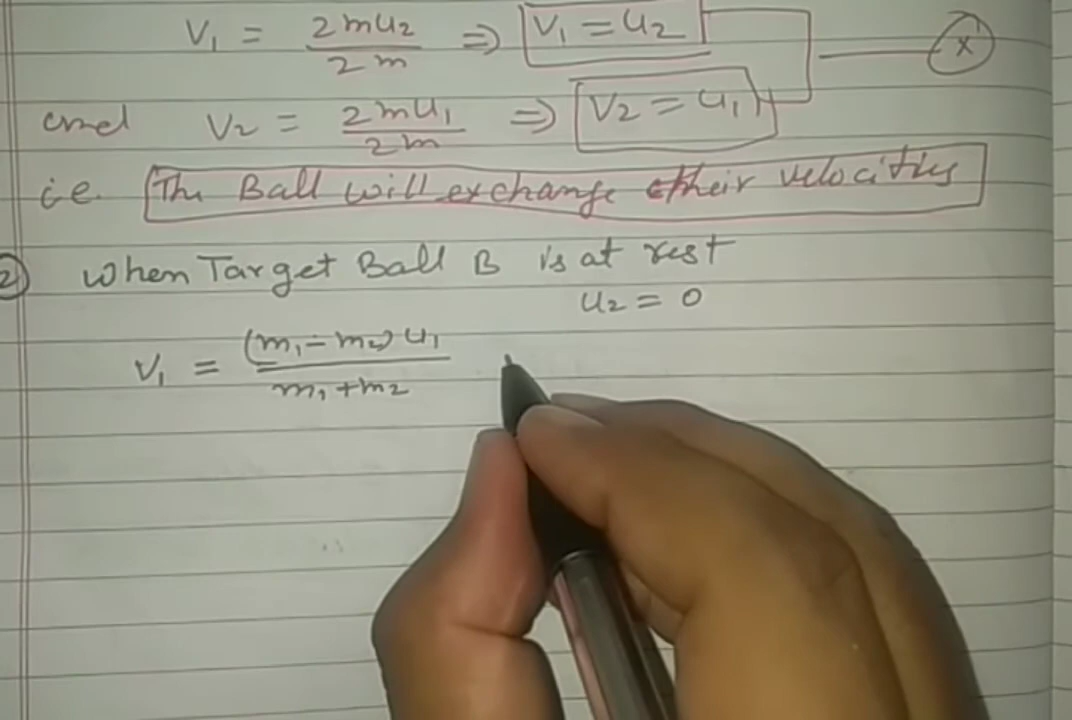 V₁ = 2mu₂ / 2m ⇒ V₁ = u₂ (x)
and V₂ = 2mu₁ / 2m ⇒ V₂ = u₁
i.e. The Ball will exchange their velocities
2) when Target Ball B is at rest
u₂ = 0
V₁ = (m₁ - m₂) u₁ / m₁ + m₂